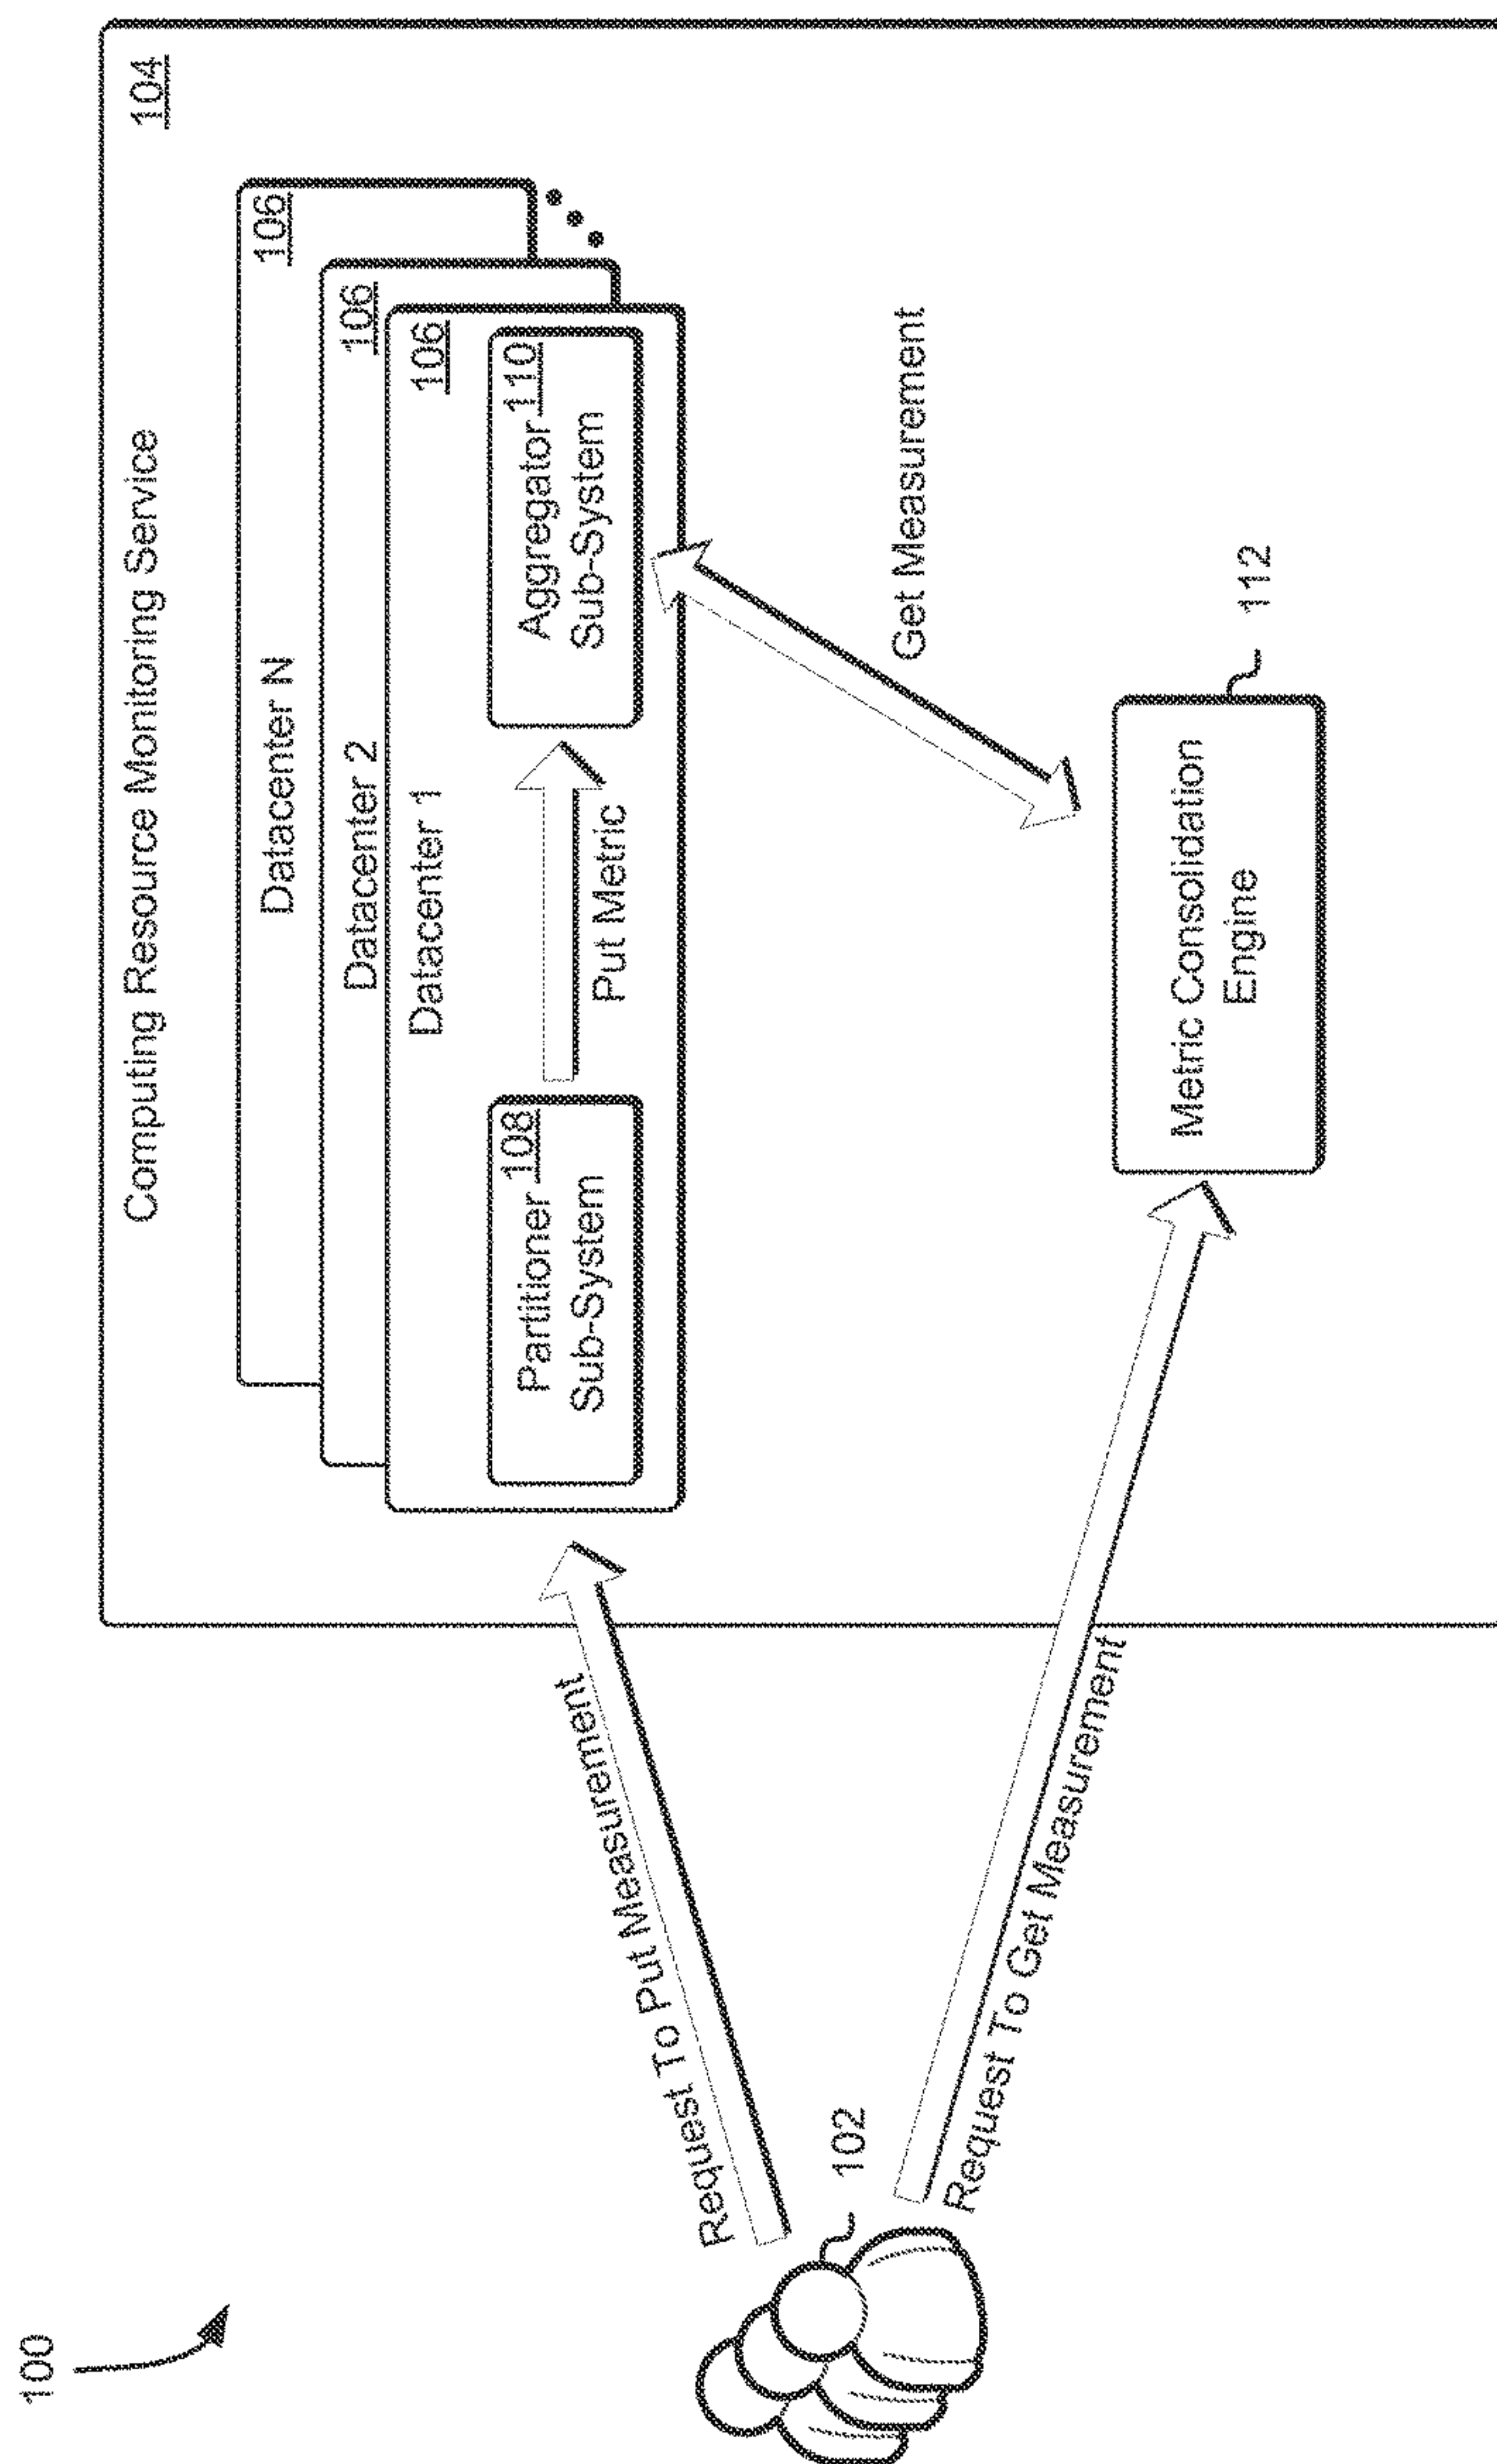 100
Computing Resource Monitoring Service
104
Datacenter N
106
Datacenter 2
106
Datacenter 1
106
Partitioner 108
Sub-System
Put Metric
Aggregator 110
Sub-System
Request To Put Measurement
102
Request To Get Measurement
Get Measurement
Metric Consolidation
Engine
112